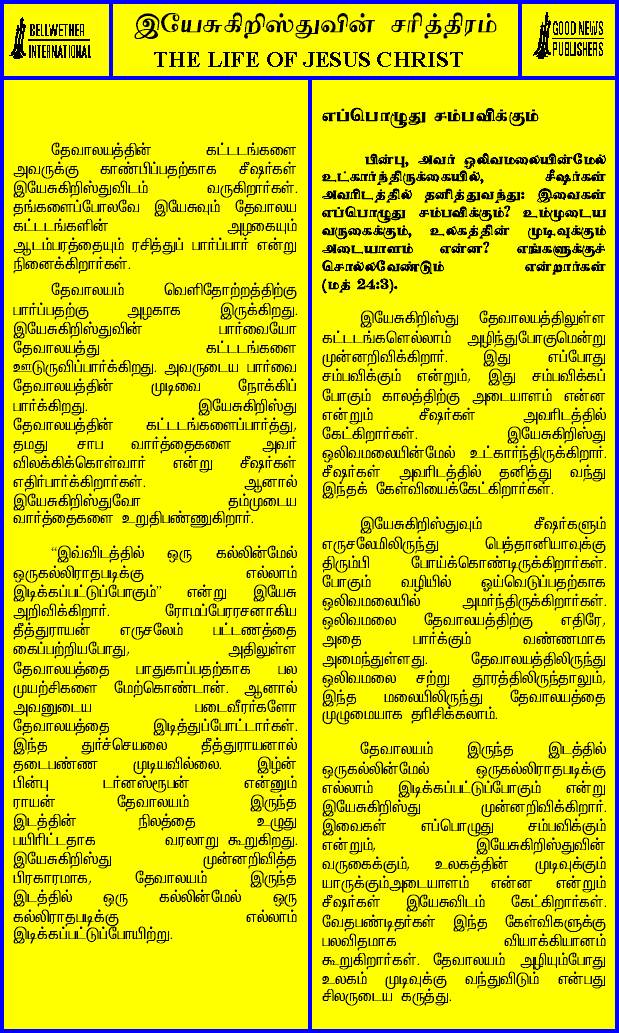 BELLWETHER
INTERNATIONAL
இயேசுகிறிஸ்துவின் சரித்திரம்
THE LIFE OF JESUS CHRIST
GOOD NEWS
PUBLISHERS
தேவாலயத்தின் கட்டடங்களை
அவருக்கு காண்பிப்பதற்காக சீஷர்கள்
இயேசுகிறிஸ்துவிடம் வருகிறார்கள்.
தங்களைப்போலவே இயேசுவும் தேவாலய
கட்டடங்களின் அழகையும்
ஆடம்பரத்தையும் ரசித்துப் பார்ப்பார் என்று
நினைக்கிறார்கள்.
தேவாலயம் வெளிதோற்றத்திற்கு
பார்ப்பதற்கு அழகாக இருக்கிறது.
இயேசுகிறிஸ்துவின் பார்வையோ
தேவாலயத்து கட்டடங்களை
ஊடுருவிப்பார்க்கிறது. அவருடைய பார்வை
தேவாலயத்தின் முடிவை நோக்கிப்
பார்க்கிறது. இயேசுகிறிஸ்து
தேவாலயத்தின் கட்டடங்களைப்பார்த்து,
தமது சாப வார்த்தைகளை அவர்
விலக்கிக்கொள்வார் என்று சீஷர்கள்
எதிர்பார்க்கிறார்கள். ஆனால்
இயேசுகிறிஸ்துவோ தம்முடைய
வார்த்தைகளை உறுதிபண்ணுகிறார்.
“இவ்விடத்தில் ஒரு கல்லின்மேல்
ஒருகல்லிராதபடிக்கு எல்லாம்
இடிக்கப்பட்டுப்போகும்” என்று இயேசு
அறிவிக்கிறார். ரோமப்பேரரசனாகிய
தீத்துராயன் எருசலேம் பட்டணத்தை
கைப்பற்றியபோது, அதிலுள்ள
தேவாலயத்தை பாதுகாப்பதற்காக பல
முயற்சிகளை மேற்கொண்டான். ஆனால்
அவனுடைய படைவீரர்களோ
தேவாலயத்தை இடித்துப்போட்டார்கள்.
இந்த துர்ச்செயலை தீத்துராயனால்
தடைபண்ண முடியவில்லை. இழ்ன்
பின்பு டர்னஸ்ரூபன் என்னும்
ராயன் தேவாலயம் இருந்த
இடத்தின் நிலத்தை உழுது
பயிரிட்டதாக வரலாறு கூறுகிறது.
இயேசுகிறிஸ்து முன்னறிவித்த
பிரகாரமாக, தேவாலயம் இருந்த
இடத்தில் ஒரு கல்லின்மேல் ஒரு
கல்லிராதபடிக்கு எல்லாம்
இடிக்கப்பட்டுப்போயிற்று.
எப்பொழுது சம்பவிக்கும்
பின்பு, அவர் ஒலிவமலையின்மேல்
உட்கார்ந்திருக்கையில், சீஷர்கள்
அவரிடத்தில் தனித்துவந்து: இவைகள்
எப்பொழுது சம்பவிக்கும்? உம்முடைய
வருகைக்கும், உலகத்தின் முடிவுக்கும்
அடையாளம் என்ன? எங்களுக்குச்
சொல்லவேண்டும் என்றார்கள்
(மத் 24:3).
இயேசுகிறிஸ்து தேவாலயத்திலுள்ள
கட்டடங்களெல்லாம் அழிந்துபோகுமென்று
முன்னறிவிக்கிறார். இது எப்போது
சம்பவிக்கும் என்றும், இது சம்பவிக்கப்
போகும் காலத்திற்கு அடையாளம் என்ன
என்றும் சீஷர்கள் அவரிடத்தில்
கேட்கிறார்கள். இயேசுகிறிஸ்து
ஒலிவமலையின்மேல் உட்கார்ந்திருக்கிறார்.
சீஷர்கள் அவரிடத்தில் தனித்து வந்து
இந்தக் கேள்வியைக்கேட்கிறார்கள்.
இயேசுகிறிஸ்துவும் சீஷர்களும்
எருசலேமிலிருந்து பெத்தானியாவுக்கு
திரும்பி போய்க்கொண்டிருக்கிறார்கள்.
போகும் வழியில் ஓய்வெடுப்பதற்காக
ஒலிவமலையில் அமர்ந்திருக்கிறார்கள்.
ஒலிவமலை தேவாலயத்திற்கு எதிரே,
அதை பார்க்கும் வண்ணமாக
அமைந்துள்ளது. தேவாலயத்திலிருந்து
ஒலிவமலை சற்று தூரத்திலிருந்தாலும்,
இந்த மலையிலிருந்து தேவாலயத்தை
முழுமையாக தரிசிக்கலாம்.
தேவாலயம் இருந்த இடத்தில்
ஒருகல்லின்மேல் ஒருகல்லிராதபடிக்கு
எல்லாம் இடிக்கப்பட்டுப்போகும் என்று
இயேசுகிறிஸ்து முன்னறிவிக்கிறார்.
இவைகள் எப்பொழுது சம்பவிக்கும்
என்றும், இயேசுகிறிஸ்துவின்
வருகைக்கும், உலகத்தின் முடிவுக்கும்
யாருக்கும்அடையாளம் என்ன என்றும்
சீஷர்கள் இயேசுவிடம் கேட்கிறார்கள்.
வேதபண்டிதர்கள் இந்த கேள்விகளுக்கு
பலவிதமாக வியாக்கியானம்
கூறுகிறார்கள். தேவாலயம் அழியும்போது
உலகம் முடிவுக்கு வந்துவிடும் என்பது
சிலருடைய கருத்து.